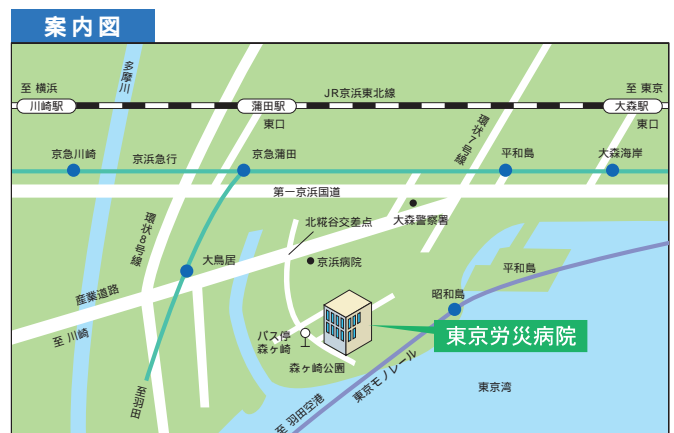 案内図
多摩川
至 横浜
JR京浜東北線
至 東京
川崎駅
蒲田駅
大森駅
東口
東口
環状7号線
京急川崎
京浜急行
京急蒲田
平和島
大森海岸
第一京浜国道
環状8号線
北糀谷交差点
大森警察署
大鳥居
京浜病院
平和島
産業道路
昭和島
至 川崎
バス停
森ヶ崎
東京労災病院
森ヶ崎公園
東京モノレール
至羽田
東京湾
至 羽田空港